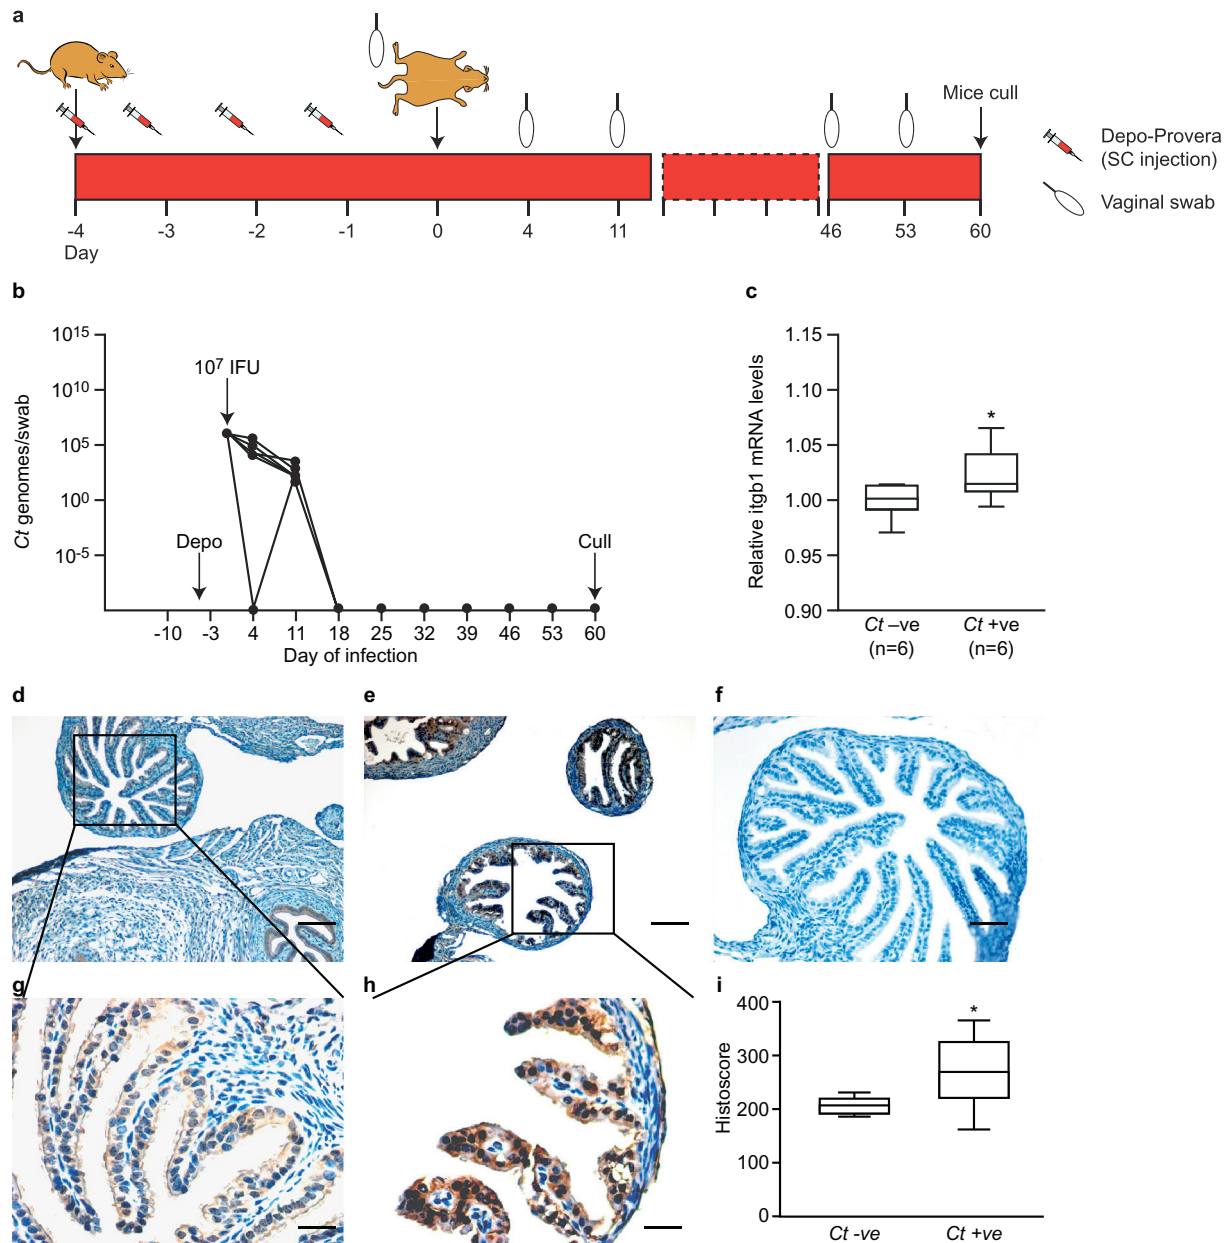 a
Mice cull
Depo-Provera
(SC injection)
Vaginal swab
-4 -3 -2 -1 0 4 11 46 53 60
Day
b
10^15
10^10
10^5
10^0
10^-5
Ct genomes/swab
10^7 IFU
Depo
Cull
-10 -3 4 11 18 25 32 39 46 53 60
Day of infection
c
1.15
1.10
1.05
1.00
0.95
0.90
Relative itgb1 mRNA levels
*
Ct –ve
(n=6)
Ct +ve
(n=6)
d
e
f
g
h
i
400
300
200
100
0
Histoscore
*
Ct -ve
Ct +ve